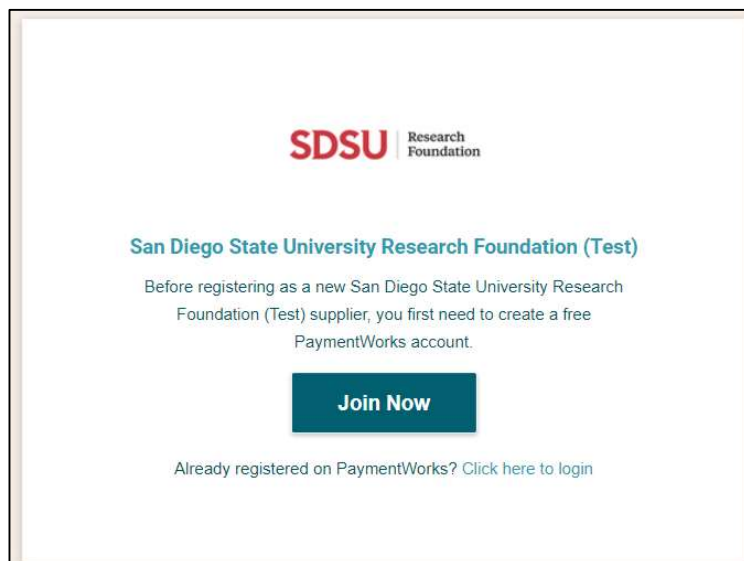 SDSU Research
Foundation
San Diego State University Research Foundation (Test)
Before registering as a new San Diego State University Research
Foundation (Test) supplier, you first need to create a free
PaymentWorks account.
Join Now
Already registered on PaymentWorks? Click here to login